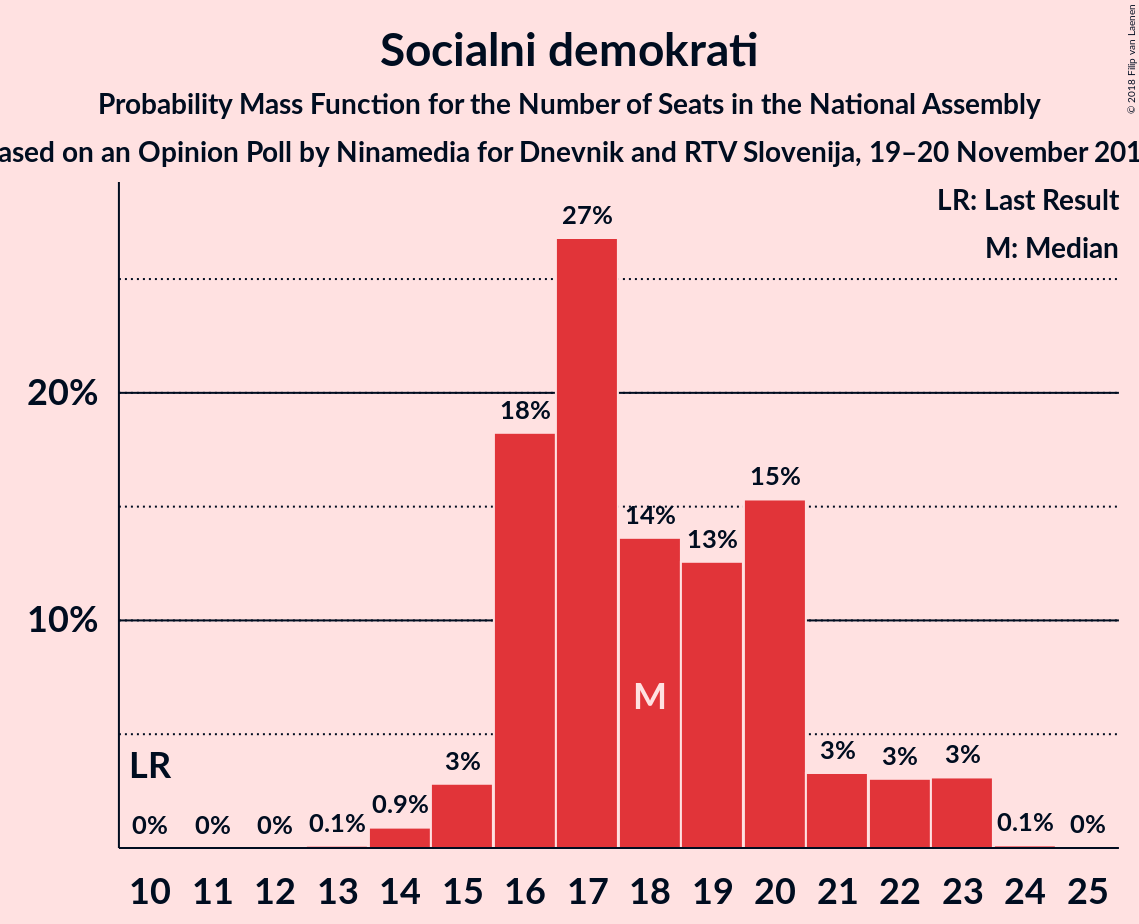 Socialni demokrati
Probability Mass Function for the Number of Seats in the National Assembly
ased on an Opinion Poll by Ninamedia for Dnevnik and RTV Slovenija, 19–20 November 201
© 2018 Filip van Laenen
LR: Last Result
M: Median
27%
20%
18%
15%
14%
13%
10%
M
LR
3%
3%
3%
3%
0.9%
0%
0%
0%
0.1%
0.1%
0%
10 11 12 13 14 15 16 17 18 19 20 21 22 23 24 25